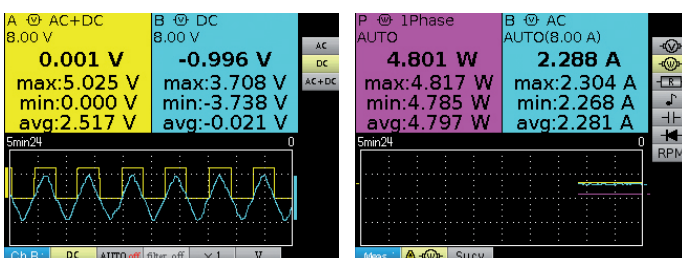 A V AC+DC
8.00 V
0.001 V
max:5.025 V
min:0.000 V
avg:2.517 V
B V DC
8.00 V
-0.996 V
max:3.708 V
min:-3.738 V
avg:-0.021 V
AC
DC
AC+DC
5min24
0
Ch B:
DC
AUTO off
filter off
×1
V
P W 1Phase
AUTO
4.801 W
max:4.817 W
min:4.785 W
avg:4.797 W
B V AC
AUTO(8.00 A)
2.288 A
max:2.304 A
min:2.268 A
avg:2.281 A
V
W
R
RPM
5min24
0
Meas:
A W
Surv